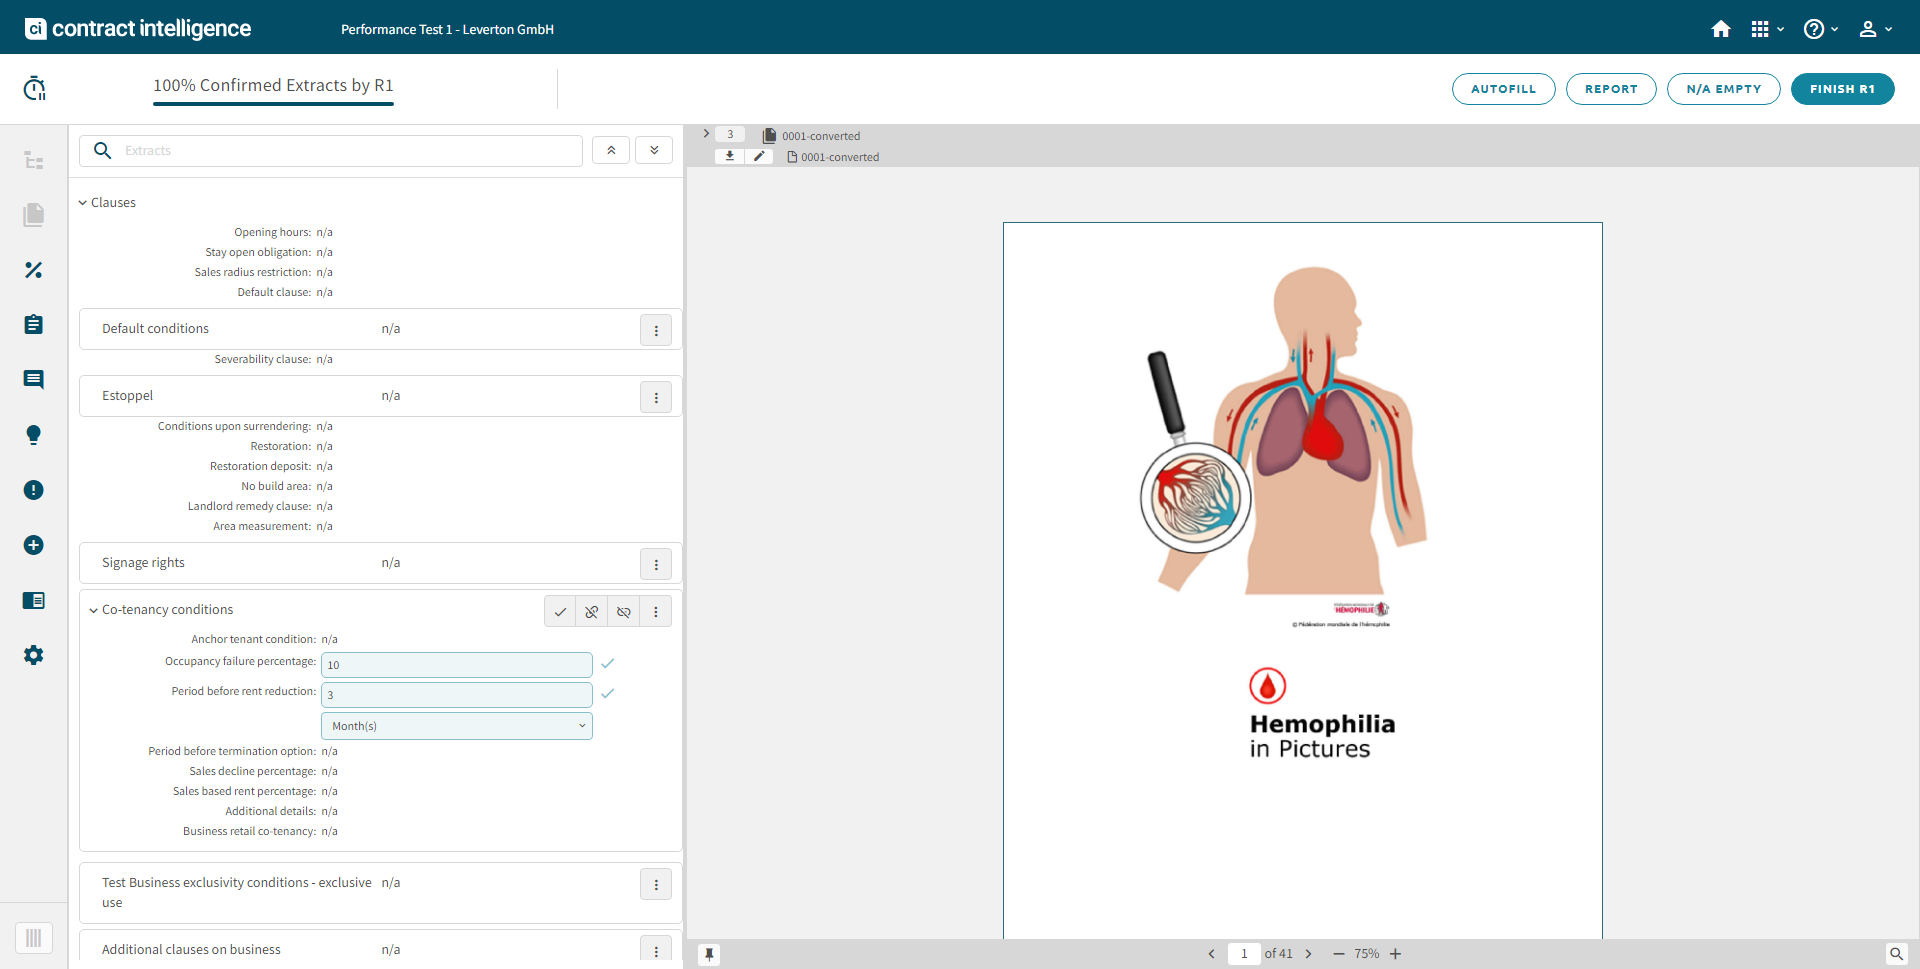 ci contract intelligence
Performance Test 1 - Leverton GmbH
100% Confirmed Extracts by R1
AUTOFILL
REPORT
N/A EMPTY
FINISH R1
Extracts
3
0001-converted
0001-converted
Clauses
Opening hours: n/a
Stay open obligation: n/a
Sales radius restriction: n/a
Default clause: n/a
Default conditions n/a
Severability clause: n/a
Estoppel n/a
Conditions upon surrendering: n/a
Restoration: n/a
Restoration deposit: n/a
No build area: n/a
Landlord remedy clause: n/a
Area measurement: n/a
Signage rights n/a
Co-tenancy conditions
Anchor tenant condition: n/a
Occupancy failure percentage: 10
Period before rent reduction: 3
Month(s)
Period before termination option: n/a
Sales decline percentage: n/a
Sales based rent percentage: n/a
Additional details: n/a
Business retail co-tenancy: n/a
Test Business exclusivity conditions - exclusive n/a
use
Additional clauses on business n/a
HÉMOPHILIE
© Fédération mondiale de l'hémophilie
Hemophilia
in Pictures
1 of 41
75%